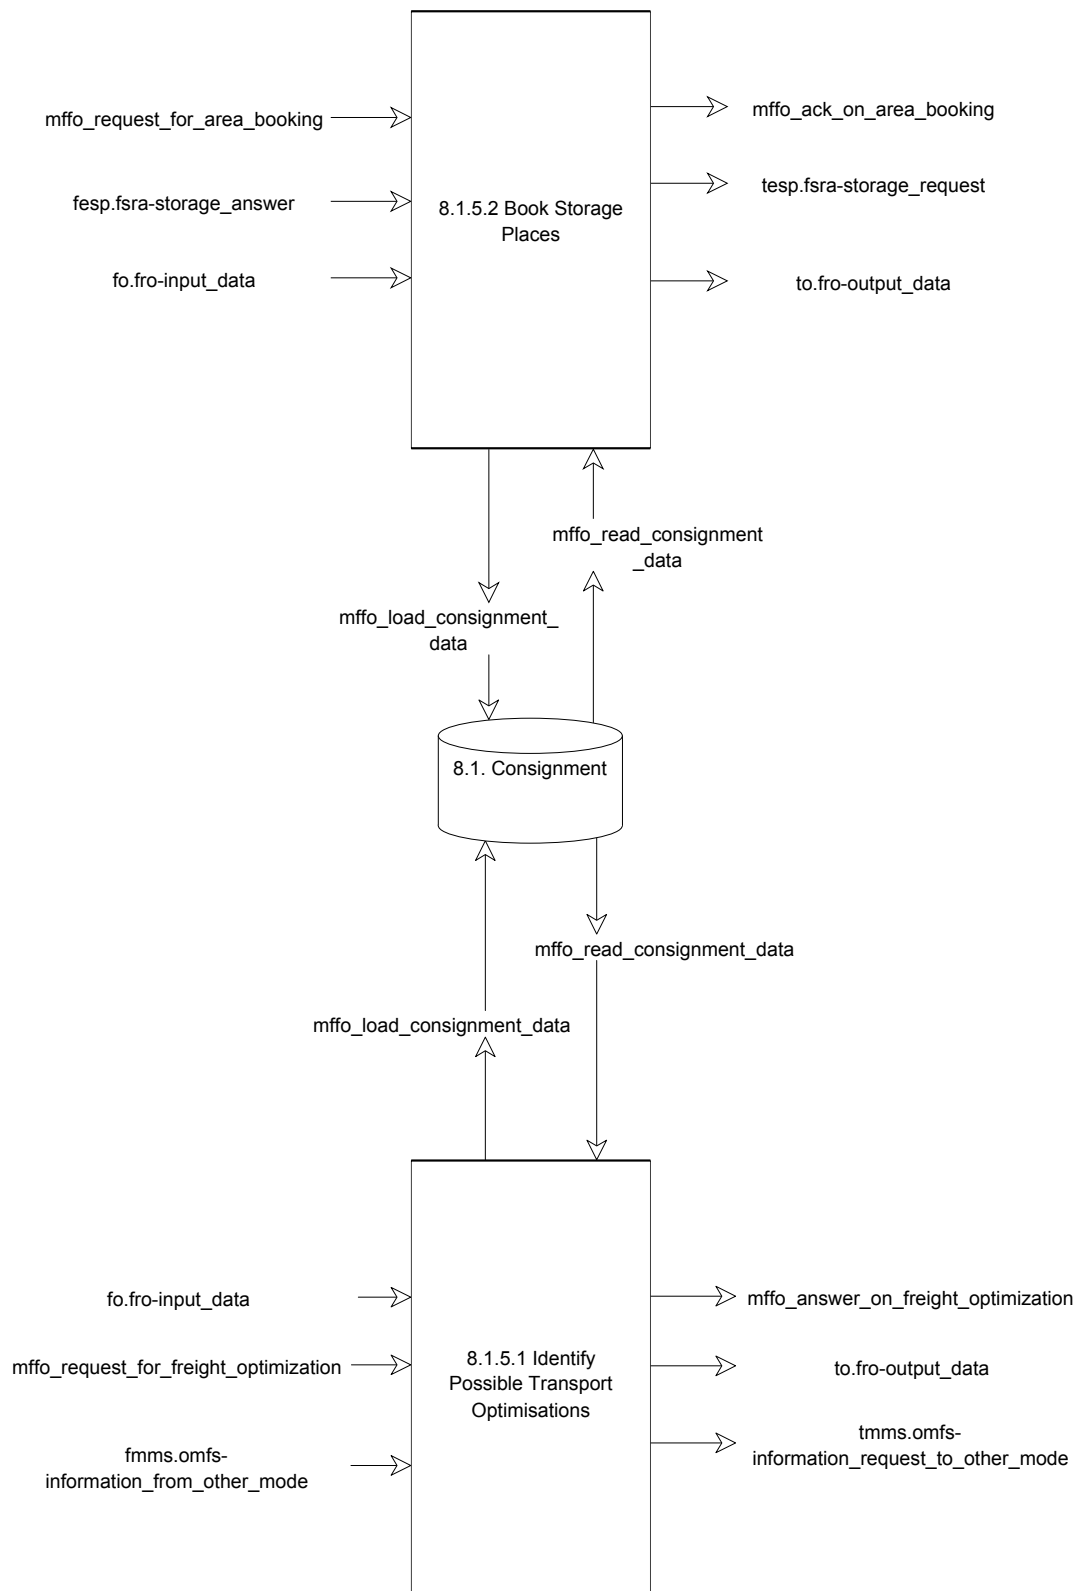 mffo_request_for_area_booking
mffo_ack_on_area_booking
fesp.fsra-storage_answer
tesp.fsra-storage_request
8.1.5.2 Book Storage
Places
fo.fro-input_data
to.fro-output_data
mffo_read_consignment
_data
mffo_load_consignment_
data
8.1. Consignment
mffo_read_consignment_data
mffo_load_consignment_data
fo.fro-input_data
mffo_answer_on_freight_optimization
mffo_request_for_freight_optimization
8.1.5.1 Identify
Possible Transport
Optimisations
to.fro-output_data
fmms.omfs-
information_from_other_mode
tmms.omfs-
information_request_to_other_mode